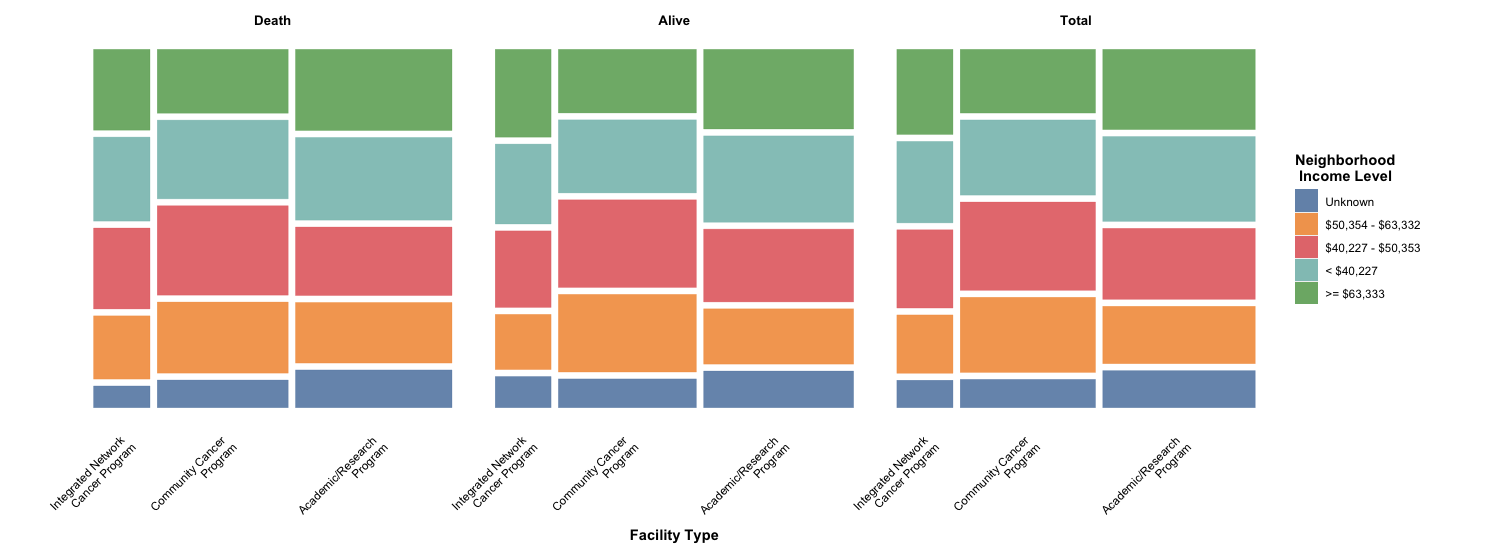 Death
Alive
Total
Neighborhood
Income Level
Unknown
$50,354 - $63,332
$40,227 - $50,353
< $40,227
>= $63,333
Integrated Network
Cancer Program
Community Cancer
Program
Academic/Research
Program
Integrated Network
Cancer Program
Community Cancer
Program
Academic/Research
Program
Integrated Network
Cancer Program
Community Cancer
Program
Academic/Research
Program
Facility Type